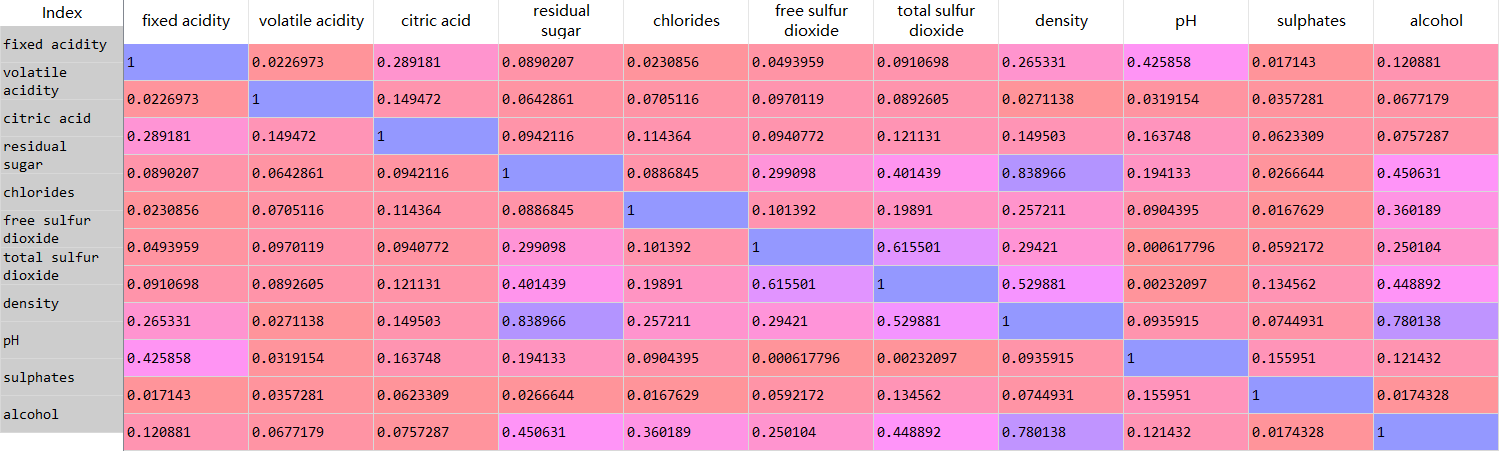 Index fixed acidity volatile acidity citric acid residual sugar chlorides free sulfur dioxide total sulfur dioxide density pH sulphates alcohol
fixed acidity 1 0.0226973 0.289181 0.0890207 0.0230856 0.0493959 0.0910698 0.265331 0.425858 0.017143 0.120881
volatile acidity 0.0226973 1 0.149472 0.0642861 0.0705116 0.0970119 0.0892605 0.0271138 0.0319154 0.0357281 0.0677179
citric acid 0.289181 0.149472 1 0.0942116 0.114364 0.0940772 0.121131 0.149503 0.163748 0.0623309 0.0757287
residual sugar 0.0890207 0.0642861 0.0942116 1 0.0886845 0.299098 0.401439 0.838966 0.194133 0.0266644 0.450631
chlorides 0.0230856 0.0705116 0.114364 0.0886845 1 0.101392 0.19891 0.257211 0.0904395 0.0167629 0.360189
free sulfur dioxide 0.0493959 0.0970119 0.0940772 0.299098 0.101392 1 0.615501 0.29421 0.000617796 0.0592172 0.250104
total sulfur dioxide 0.0910698 0.0892605 0.121131 0.401439 0.19891 0.615501 1 0.529881 0.00232097 0.134562 0.448892
density 0.265331 0.0271138 0.149503 0.838966 0.257211 0.29421 0.529881 1 0.0935915 0.0744931 0.780138
pH 0.425858 0.0319154 0.163748 0.194133 0.0904395 0.000617796 0.00232097 0.0935915 1 0.155951 0.121432
sulphates 0.017143 0.0357281 0.0623309 0.0266644 0.0167629 0.0592172 0.134562 0.0744931 0.155951 1 0.0174328
alcohol 0.120881 0.0677179 0.0757287 0.450631 0.360189 0.250104 0.448892 0.780138 0.121432 0.0174328 1